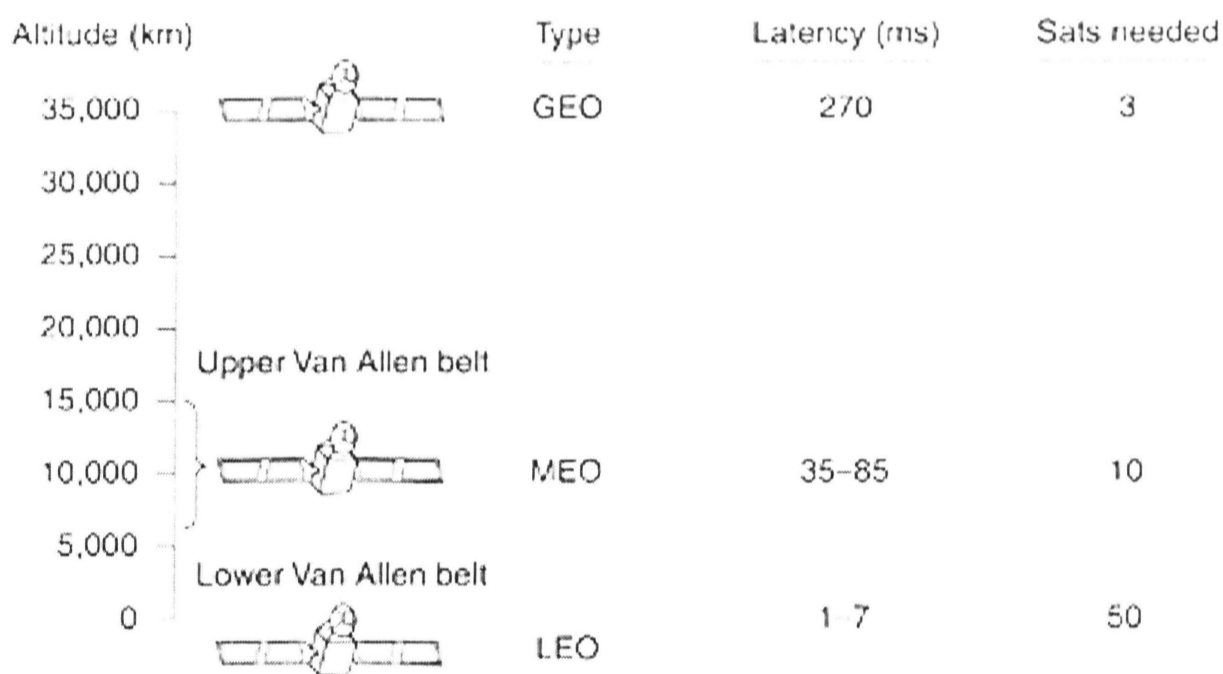 Altitude (km) Type Latency (ms) Sats needed
35,000 GEO 270 3
30,000
25,000
20,000
Upper Van Allen belt
15,000
10,000 MEO 35–85 10
5,000
Lower Van Allen belt
0 1–7 50
LEO